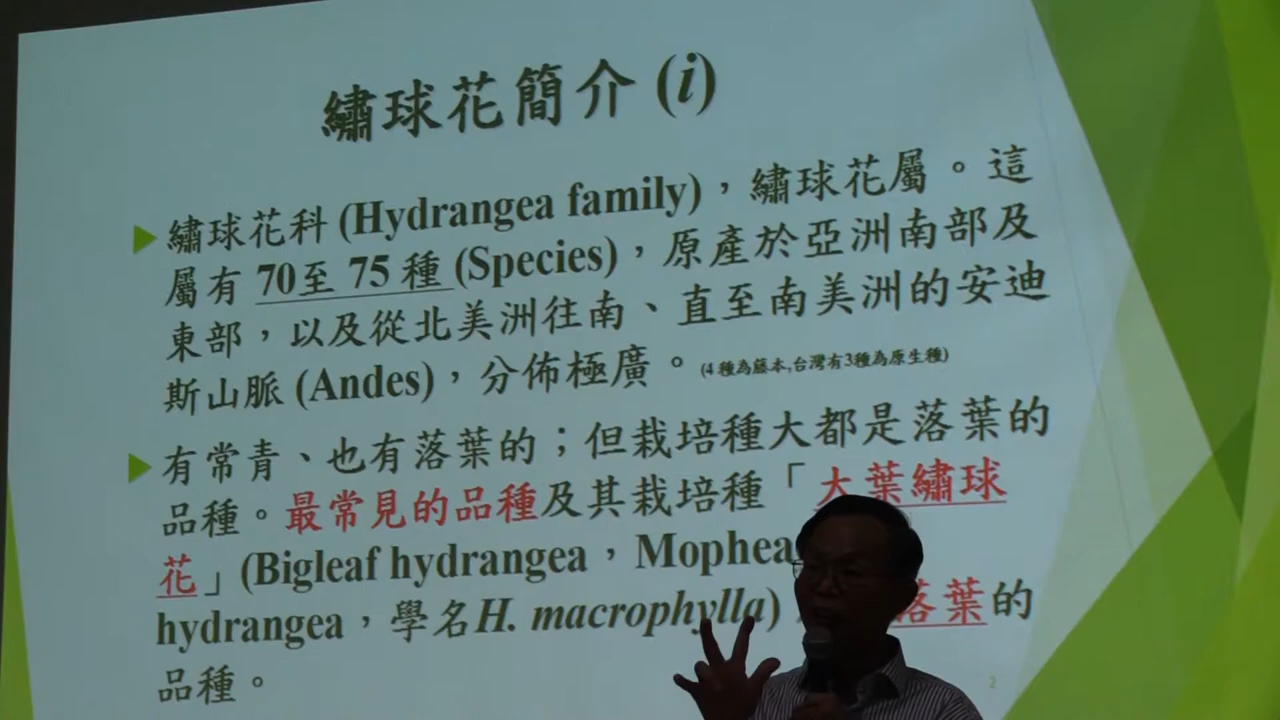 繡球花簡介 (i)
繡球花科 (Hydrangea family)，繡球花屬。這
屬有 70至 75 種 (Species)，原產於亞洲南部及
東部，以及從北美洲往南、直至南美洲的安迪
斯山脈 (Andes)，分佈極廣。(4 種為藤本,台灣有3種為原生種)
有常青、也有落葉的；但栽培種大都是落葉的
品種。最常見的品種及其栽培種「大葉繡球
花」(Bigleaf hydrangea，Mophea
hydrangea，學名H. macrophylla) 落葉的
品種。
2